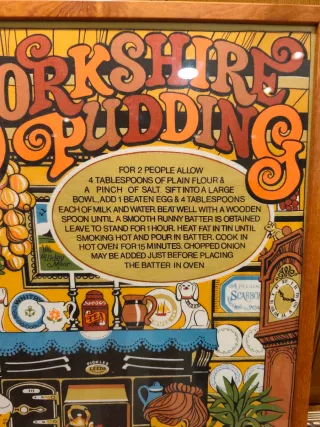 YORKSHIRE
PUDDING
FOR 2 PEOPLE ALLOW
4 TABLESPOONS OF PLAIN FLOUR &
A PINCH OF SALT. SIFT INTO A LARGE
BOWL, ADD 1 BEATEN EGG & 4 TABLESPOONS
EACH OF MILK AND WATER. BEAT WELL WITH A WOODEN
SPOON UNTIL A SMOOTH RUNNY BATTER IS OBTAINED
LEAVE TO STAND FOR 1 HOUR. HEAT FAT IN TIN UNTIL
SMOKING HOT AND POUR IN BATTER. COOK IN
HOT OVEN FOR 15 MINUTES. CHOPPED ONION
MAY BE ADDED JUST BEFORE PLACING
THE BATTER IN OVEN
LEEDS